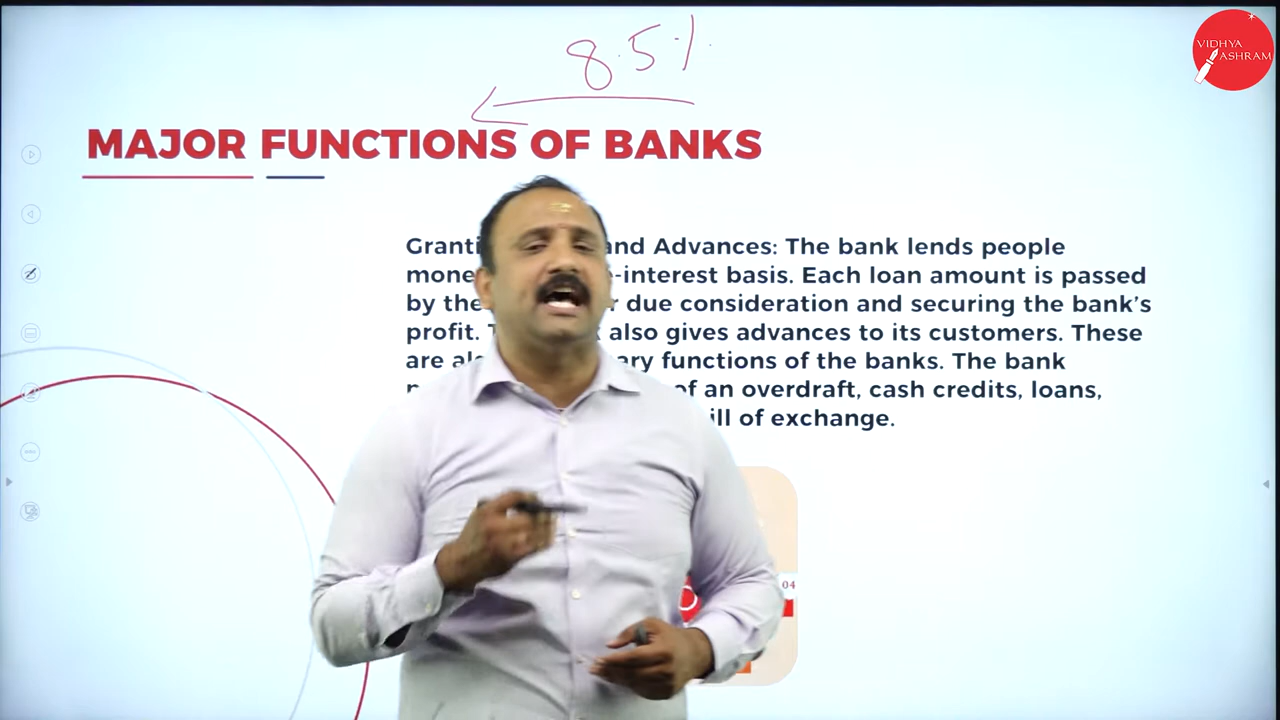 8.5%
VIDHYA
ASHRAM
MAJOR FUNCTIONS OF BANKS
and Advances: The bank lends people
-interest basis. Each loan amount is passed
by the due consideration and securing the bank's
profit. also gives advances to its customers. These
are functions of the banks. The bank
of an overdraft, cash credits, loans,
of exchange.
04